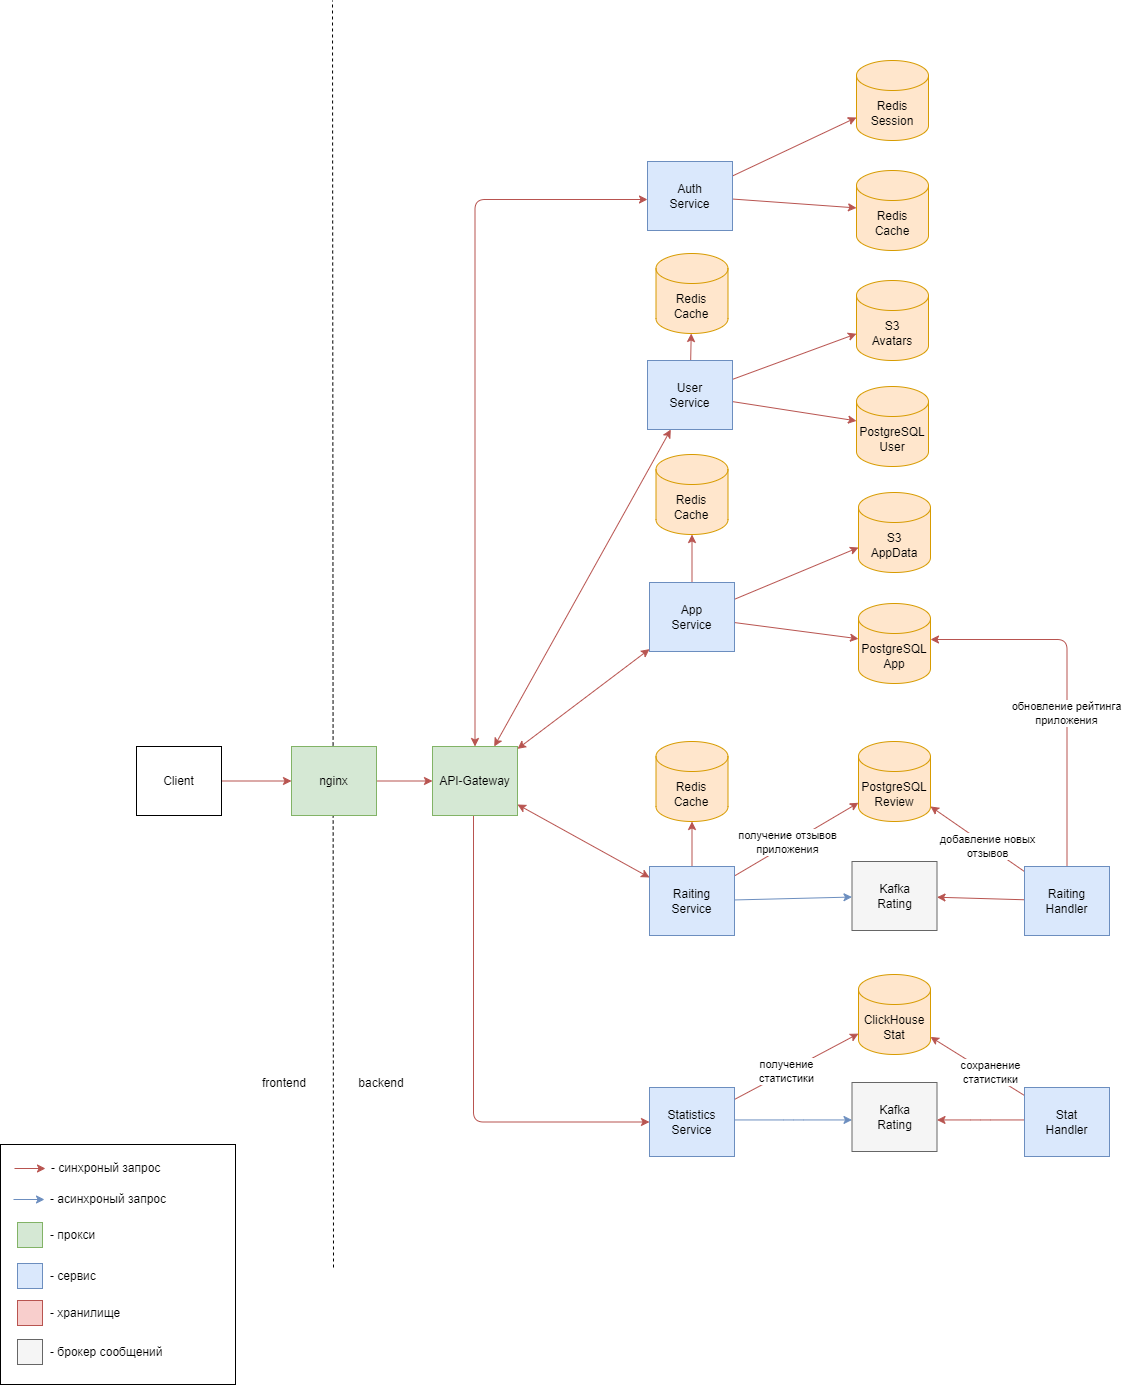 Redis
Session
Auth
Service
Redis
Cache
Redis
Cache
S3
Avatars
User
Service
PostgreSQL
User
Redis
Cache
S3
AppData
App
Service
PostgreSQL
App
обновление рейтинга
приложения
Client
nginx
API-Gateway
Redis
Cache
PostgreSQL
Review
получение отзывов
приложения
добавление новых
отзывов
Raiting
Service
Kafka
Rating
Raiting
Handler
ClickHouse
Stat
получение
статистики
сохранение
статистики
frontend
backend
Statistics
Service
Kafka
Rating
Stat
Handler
- синхроный запрос
- асинхроный запрос
- прокси
- сервис
- хранилище
- брокер сообщений